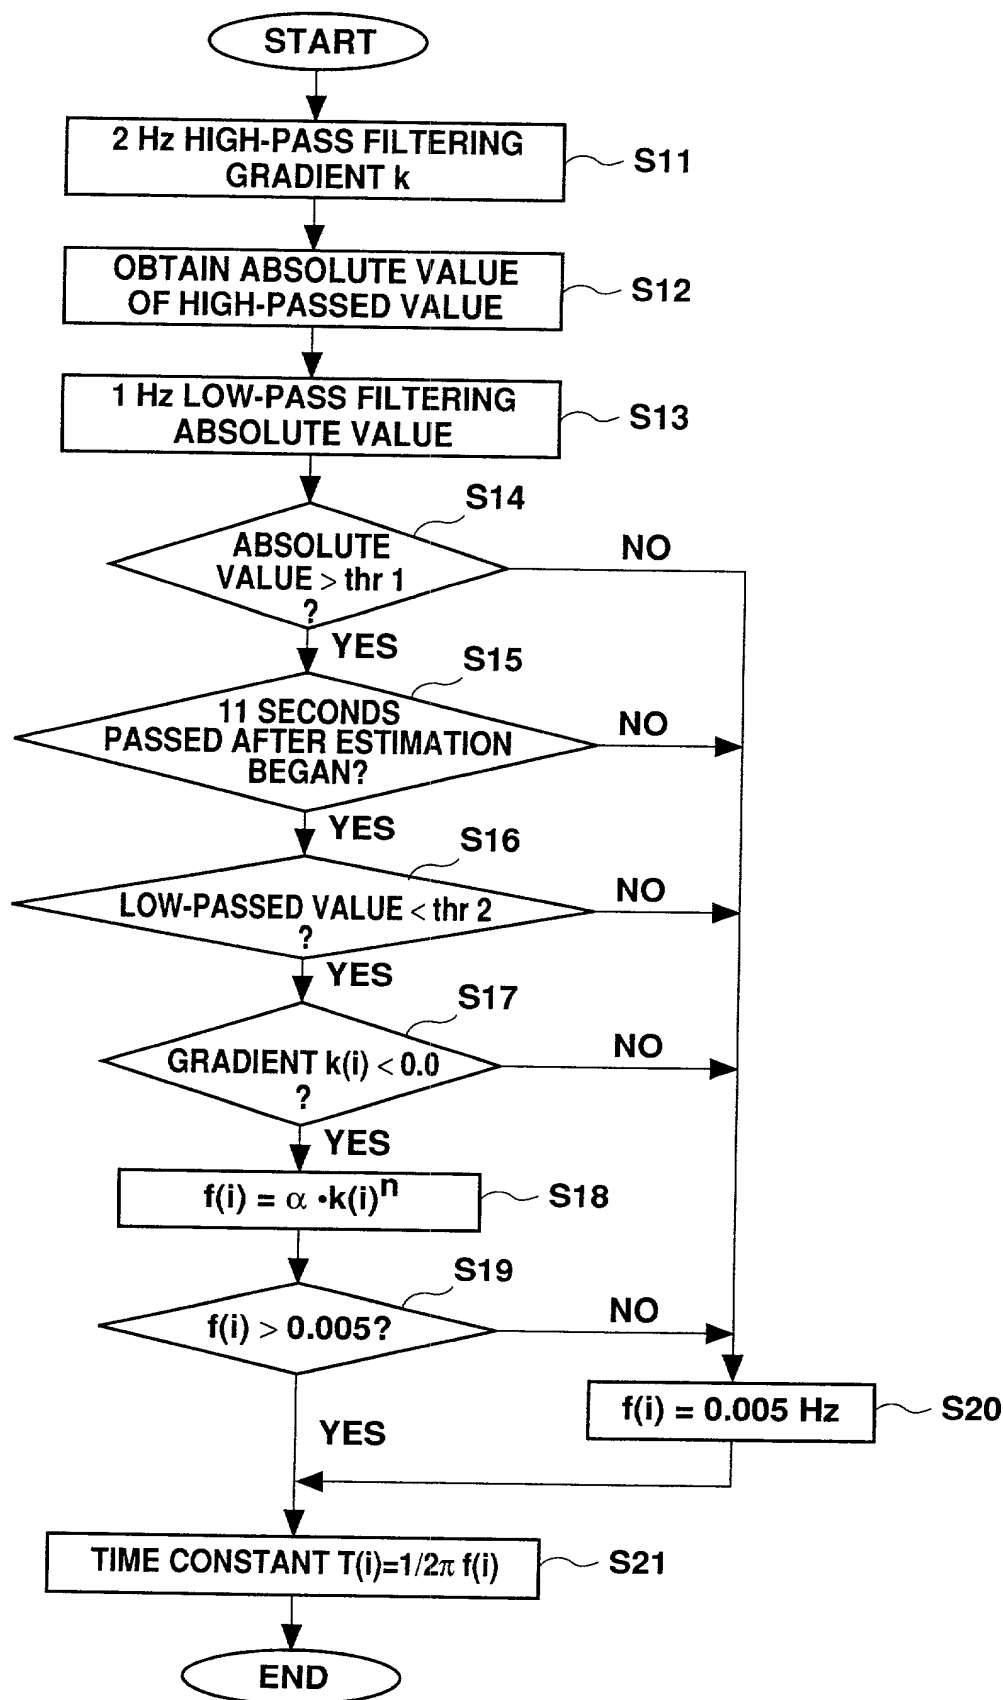 START
2 Hz HIGH-PASS FILTERING
GRADIENT k
S11
OBTAIN ABSOLUTE VALUE
OF HIGH-PASSED VALUE
S12
1 Hz LOW-PASS FILTERING
ABSOLUTE VALUE
S13
S14
ABSOLUTE
VALUE > thr 1
?
NO
YES
S15
11 SECONDS
PASSED AFTER ESTIMATION
BEGAN?
NO
YES
S16
LOW-PASSED VALUE < thr 2
?
NO
YES
S17
GRADIENT k(i) < 0.0
?
NO
YES
f(i) = α •k(i)ⁿ
S18
S19
f(i) > 0.005?
NO
f(i) = 0.005 Hz
S20
YES
TIME CONSTANT T(i)=1/2π f(i)
S21
END